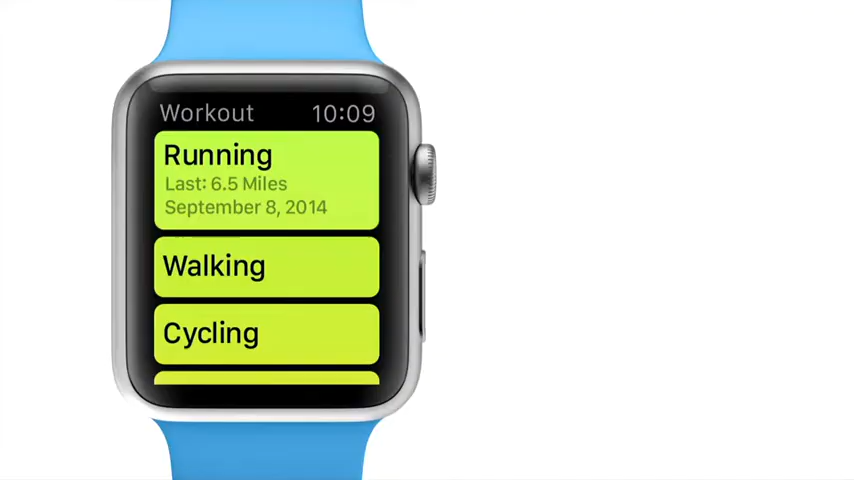 Workout 10:09
Running
Last: 6.5 Miles
September 8, 2014
Walking
Cycling